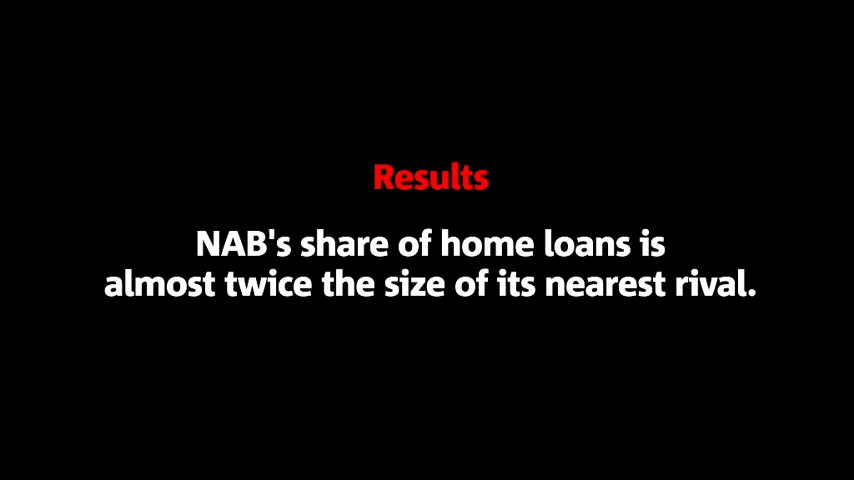 Results
NAB's share of home loans is
almost twice the size of its nearest rival.